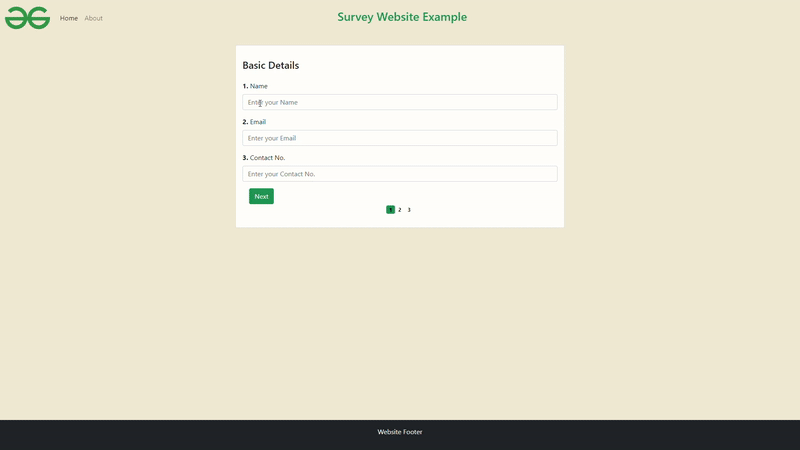 Home About
Survey Website Example
Basic Details
1. Name
Enter your Name
2. Email
Enter your Email
3. Contact No.
Enter your Contact No.
Next
1 2 3
Website Footer